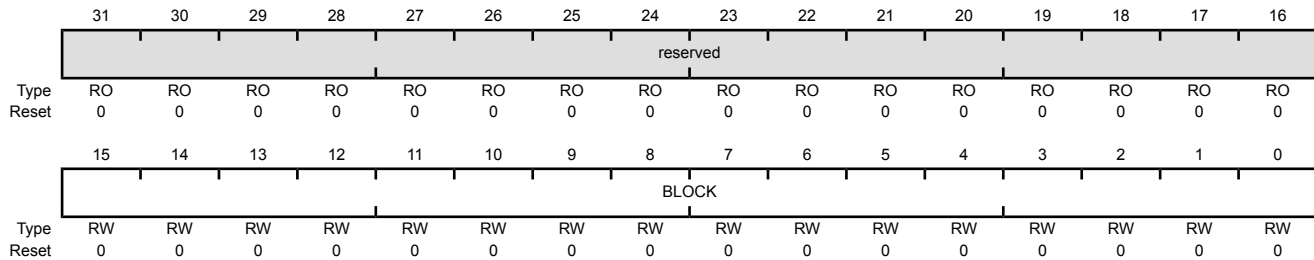 31 30 29 28 27 26 25 24 23 22 21 20 19 18 17 16
reserved
Type RO RO RO RO RO RO RO RO RO RO RO RO RO RO RO RO
Reset 0 0 0 0 0 0 0 0 0 0 0 0 0 0 0 0
15 14 13 12 11 10 9 8 7 6 5 4 3 2 1 0
BLOCK
Type RW RW RW RW RW RW RW RW RW RW RW RW RW RW RW RW
Reset 0 0 0 0 0 0 0 0 0 0 0 0 0 0 0 0